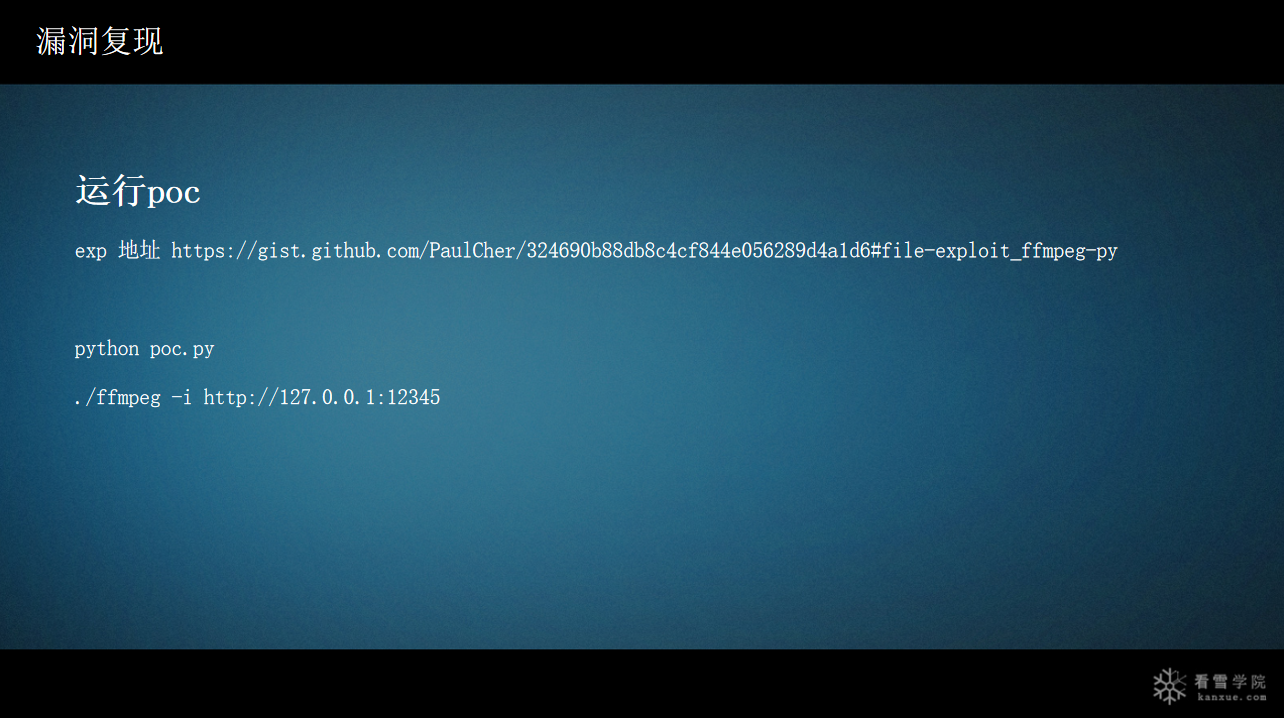 漏洞复现
运行poc
exp 地址 https://gist.github.com/PaulCher/324690b88db8c4cf844e056289d4a1d6#file-exploit_ffmpeg-py
python poc.py
./ffmpeg -i http://127.0.0.1:12345
看雪学院
kanxue.com